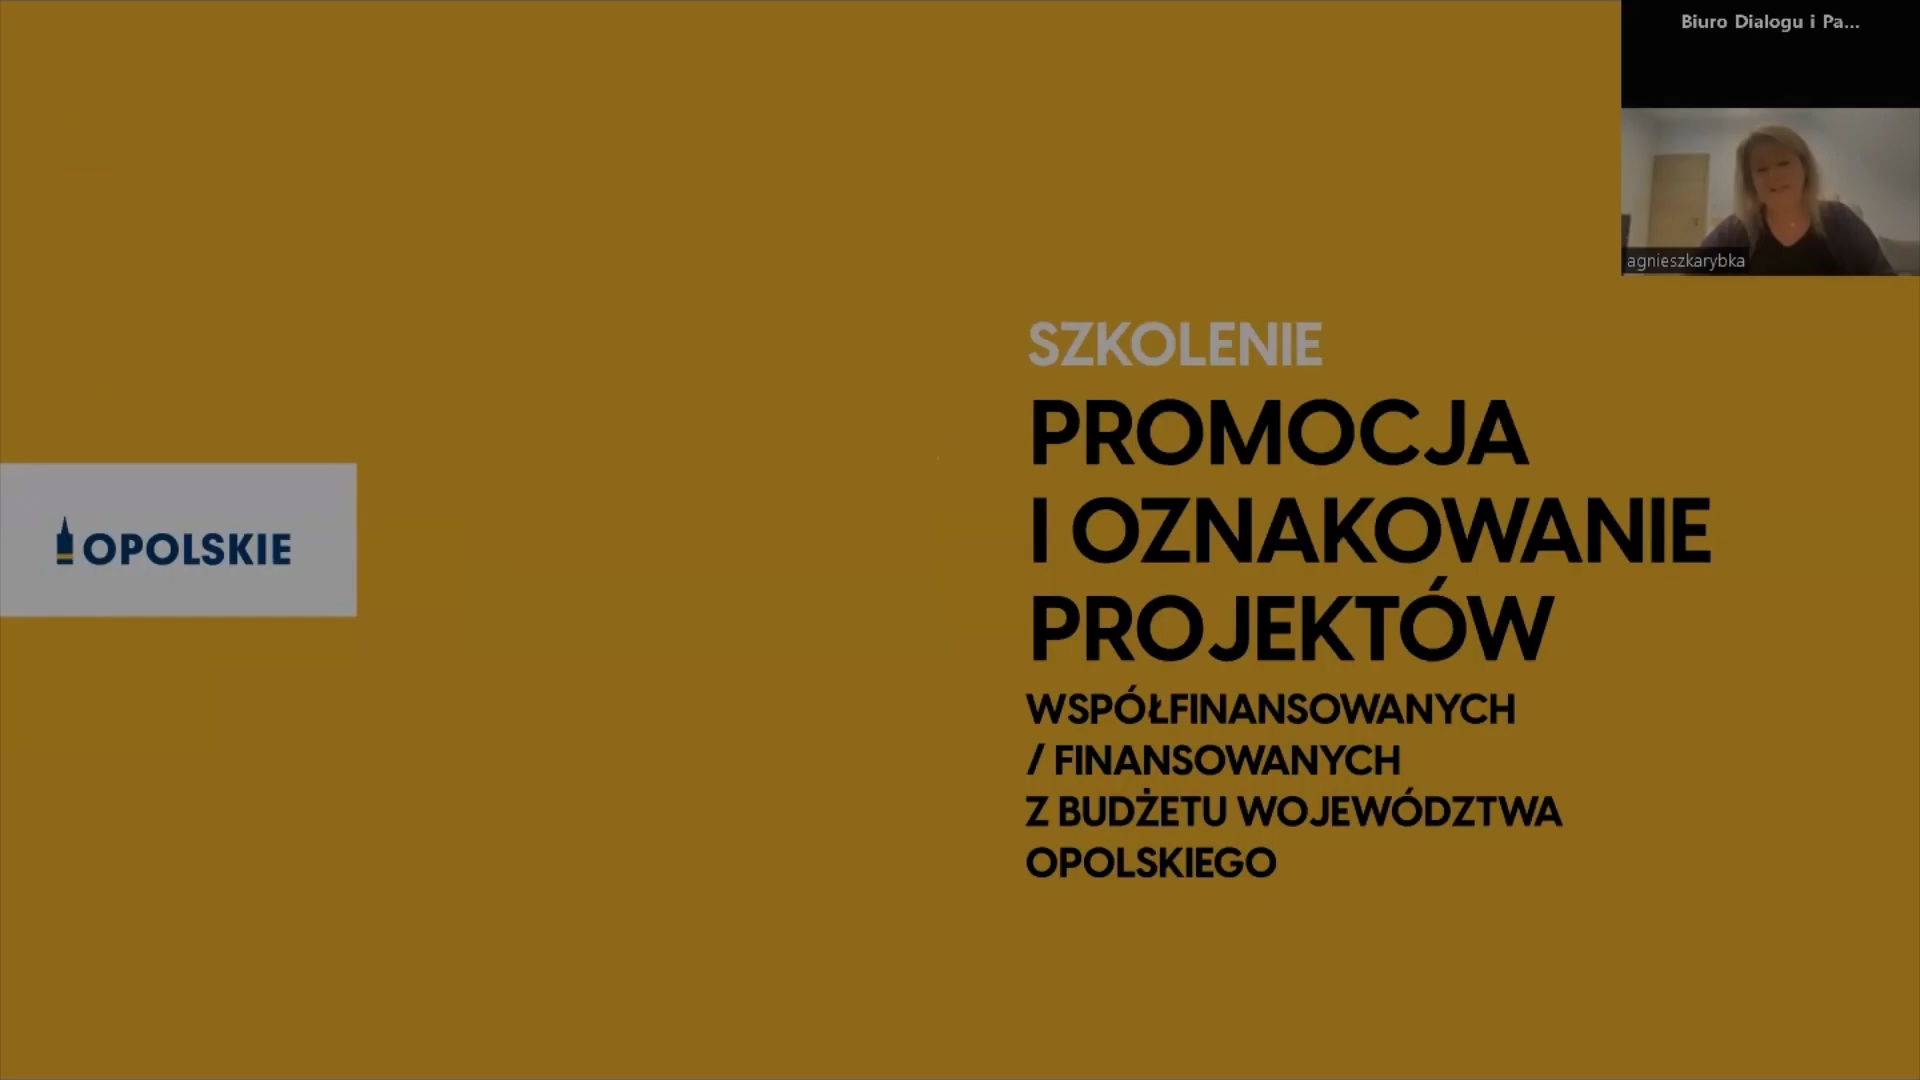 Biuro Dialogu i Pa...
agnieszkarybka
SZKOLENIE
PROMOCJA
I OZNAKOWANIE
PROJEKTÓW
WSPÓŁFINANSOWANYCH
/ FINANSOWANYCH
Z BUDŻETU WOJEWÓDZTWA
OPOLSKIEGO
OPOLSKIE